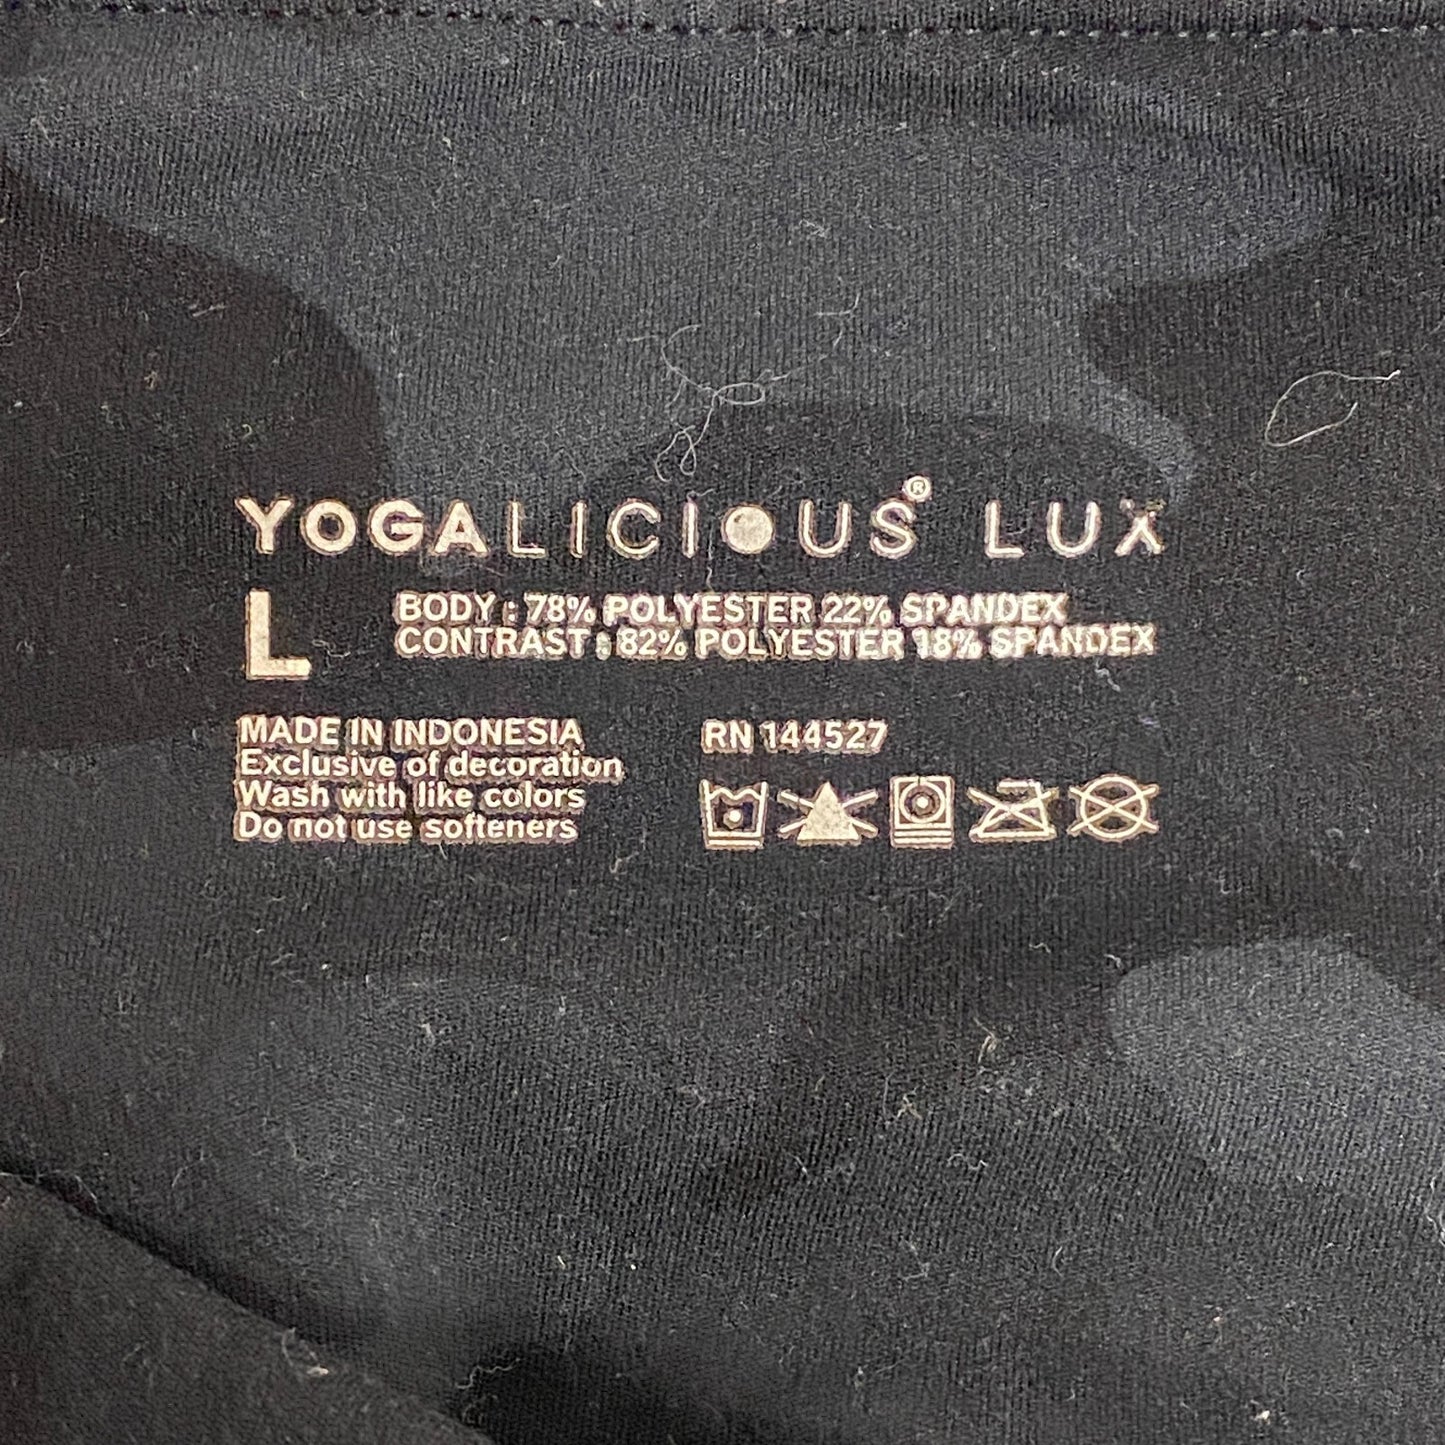 YOGALICIOUS® LUX
L
BODY : 78% POLYESTER 22% SPANDEX
CONTRAST : 82% POLYESTER 18% SPANDEX
MADE IN INDONESIA
Exclusive of decoration
Wash with like colors
Do not use softeners
RN 144527